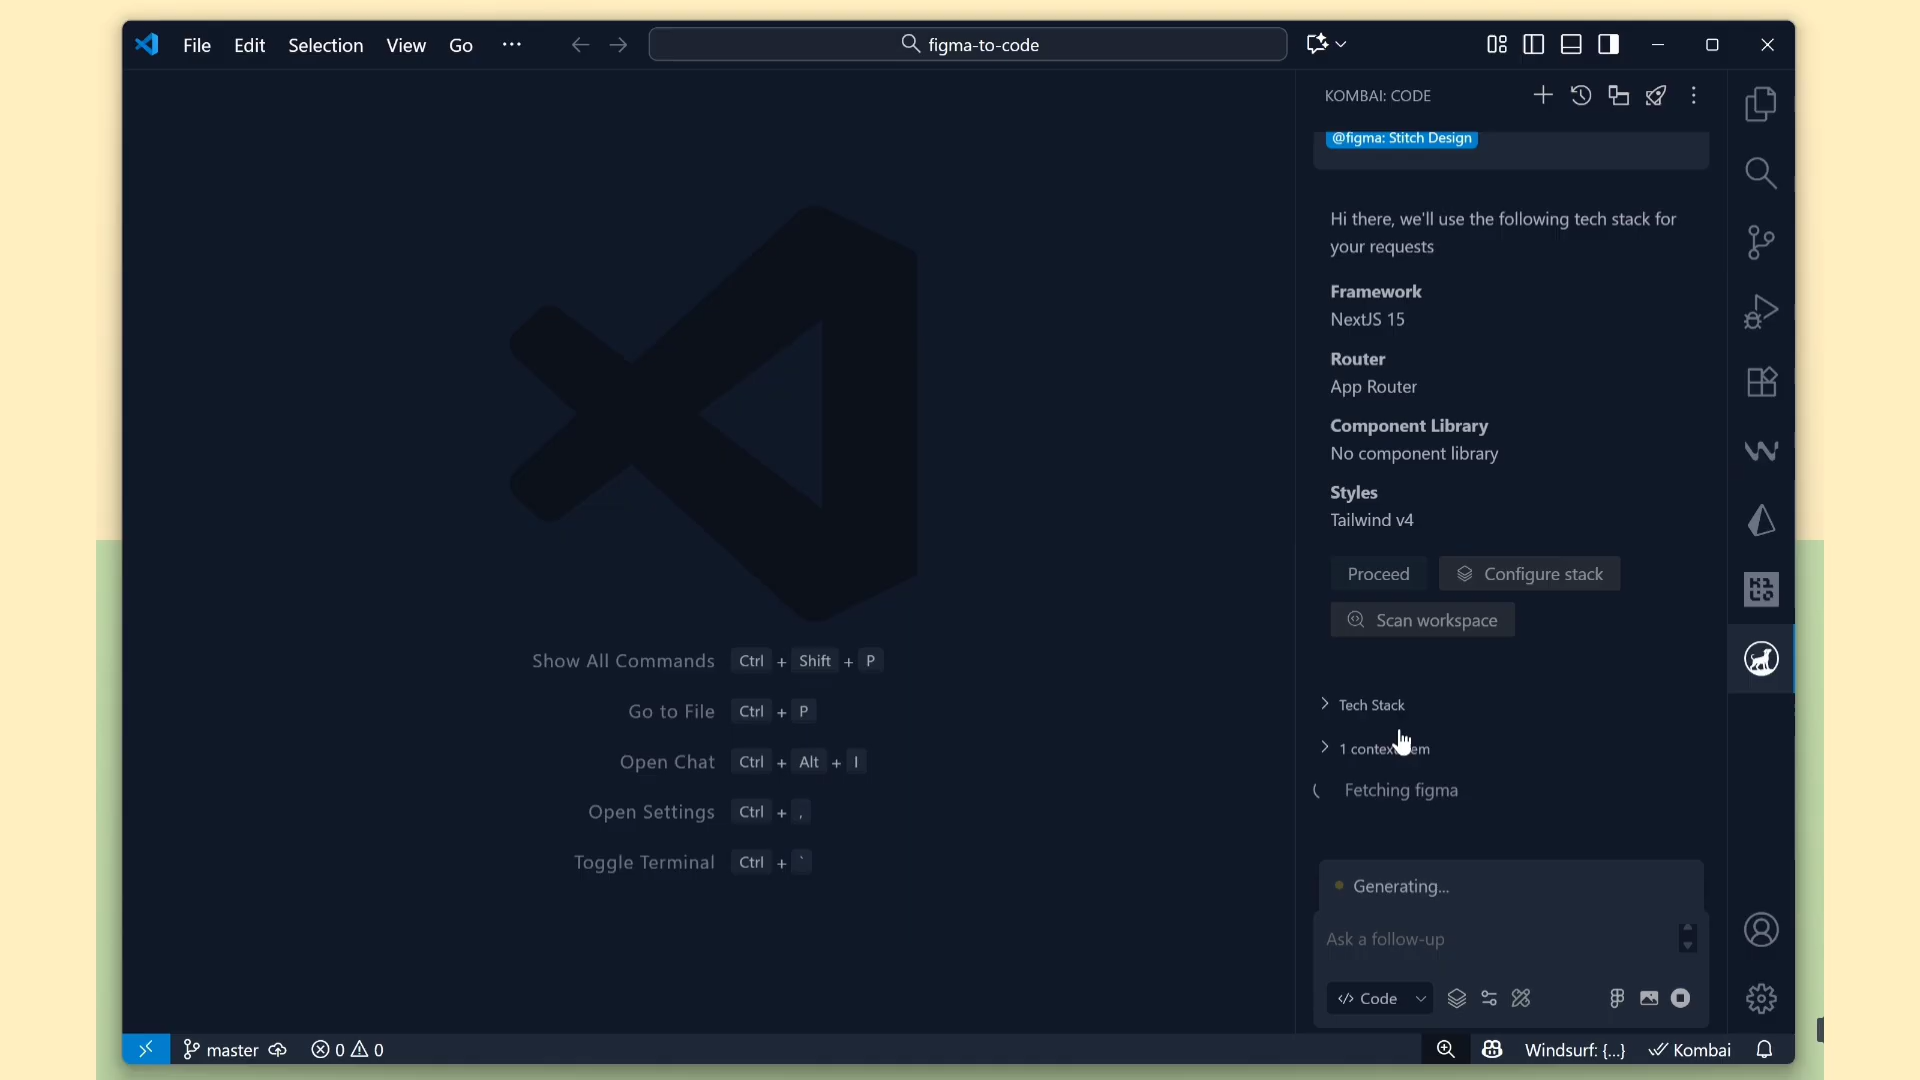 File Edit Selection View Go ··· figma-to-code
KOMBAI: CODE
@figma: Stitch Design
Hi there, we'll use the following tech stack for
your requests
Framework
NextJS 15
Router
App Router
Component Library
No component library
Styles
Tailwind v4
Proceed Configure stack
Scan workspace
Tech Stack
1 context item
Fetching figma
Generating...
Ask a follow-up
</> Code
Show All Commands Ctrl + Shift + P
Go to File Ctrl + P
Open Chat Ctrl + Alt + I
Open Settings Ctrl + ,
Toggle Terminal Ctrl + `
master 0 0 Windsurf: {...} Kombai